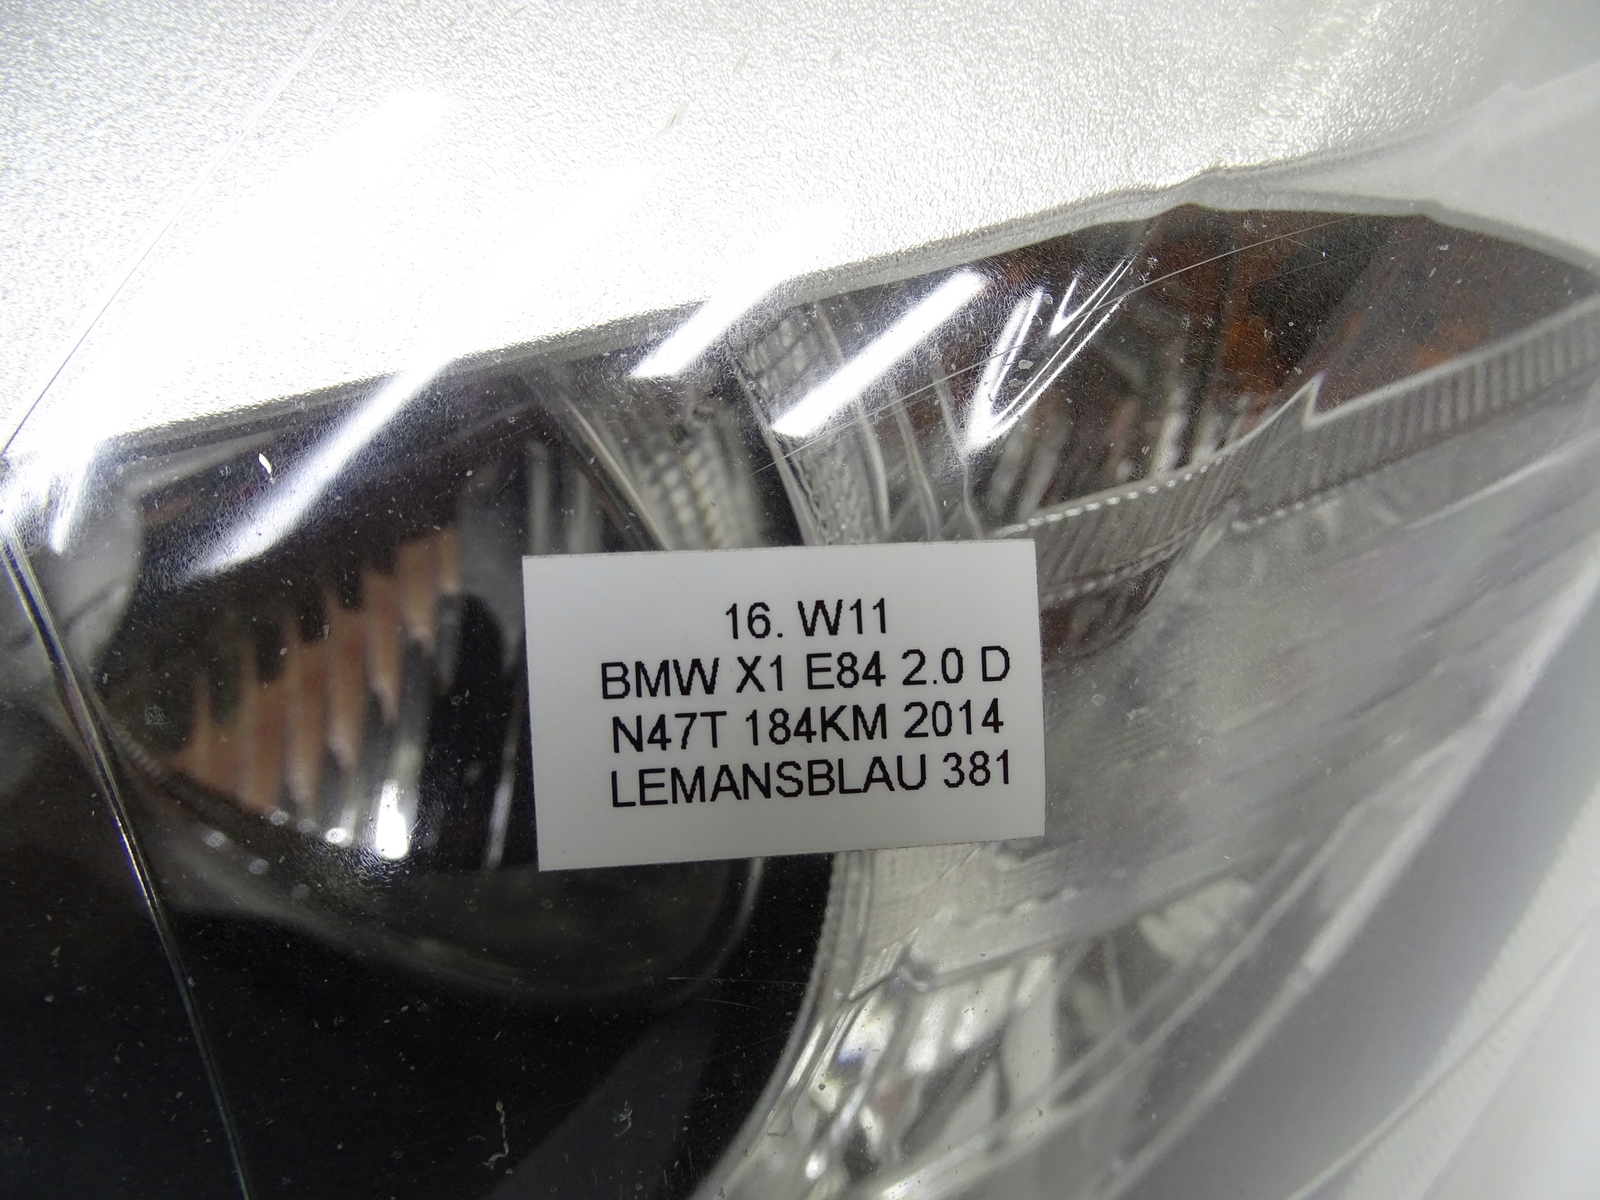 16. W11
BMW X1 E84 2.0 D
N47T 184KM 2014
LEMANSBLAU 381